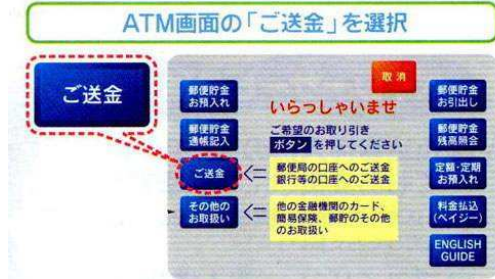 ATM画面の「ご送金」を選択
ご送金
取消
いらっしゃいませ
ご希望のお取り引き
ボタン を押してください
郵便貯金
お預入れ
郵便貯金
通帳記入
ご送金
郵便局の口座へのご送金
銀行等の口座へのご送金
その他の
お取扱い
他の金融機関のカード、
簡易保険、郵貯のその他
のお取扱い
郵便貯金
お引出し
郵便貯金
残高照会
定額・定期
お預入れ
料金払込
(ペイジー)
ENGLISH
GUIDE